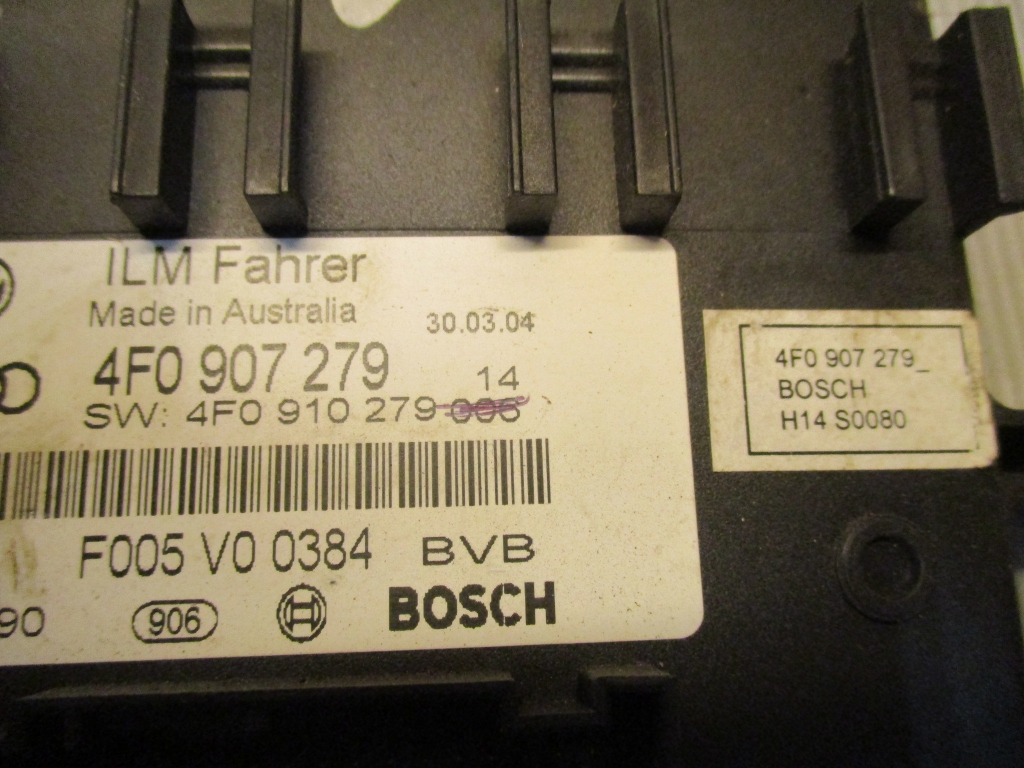 ILM Fahrer
Made in Australia
30.03.04
4F0 907 279
14
SW: 4F0 910 279
F005 V0 0384 BVB
90
906
BOSCH
4F0 907 279_
BOSCH
H14 S0080